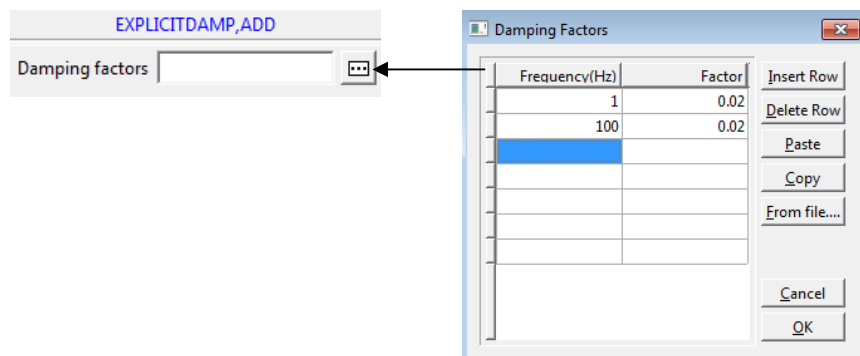 EXPLICITDAMP,ADD
Damping factors
Damping Factors
Frequency(Hz) Factor
1 0.02
100 0.02
Insert Row
Delete Row
Paste
Copy
From file....
Cancel
OK